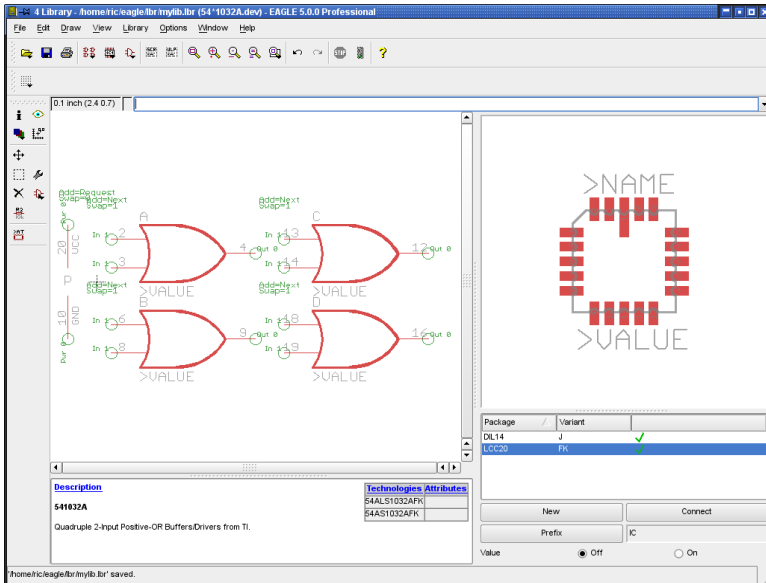 4 Library - /home/ric/eagle/lbr/mylib.lbr (54*1032A.dev) - EAGLE 5.0.0 Professional
File Edit Draw View Library Options Window Help
0.1 inch (2.4 0.7)
Add=Request
Swap=0
Add=Next
Swap=1
Add=Next
Swap=1
A
C
Pwr 0
20
VCC
In 1
2
In 1
3
4
Out 0
In 1
13
In 1
14
12
Out 0
P
>VALUE
>VALUE
Add=Next
Swap=1
Add=Next
Swap=1
B
D
10
GND
Pwr 0
In 1
6
In 1
8
9
Out 0
In 1
18
In 1
19
16
Out 0
>VALUE
>VALUE
>NAME
>VALUE
Package Variant
DIL14 J
LCC20 FK
Description
541032A
Quadruple 2-Input Positive-OR Buffers/Drivers from TI.
Technologies Attributes
54ALS1032AFK
54AS1032AFK
New Connect
Prefix IC
Value Off On
'/home/ric/eagle/lbr/mylib.lbr' saved.